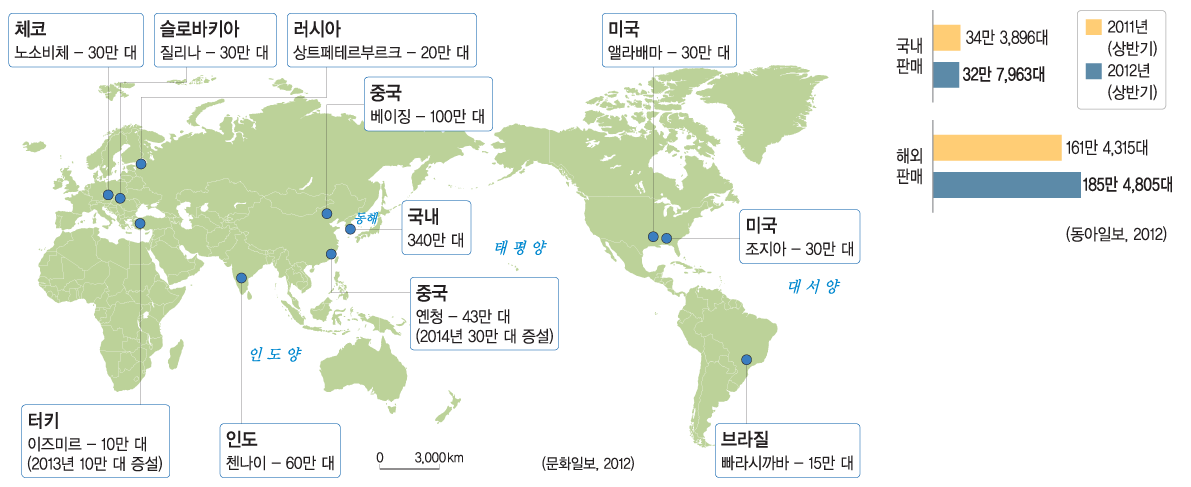 체코
노소비체 – 30만 대
슬로바키아
질리나 – 30만 대
러시아
상트페테르부르크 – 20만 대
중국
베이징 – 100만 대
미국
앨라배마 – 30만 대
동해
국내
340만 대
태평양
미국
조지아 – 30만 대
대서양
중국
옌청 – 43만 대
(2014년 30만 대 증설)
인도양
터키
이즈미르 – 10만 대
(2013년 10만 대 증설)
인도
첸나이 – 60만 대
0 3,000km
(문화일보, 2012)
브라질
빠라시까바 – 15만 대
국내
판매
34만 3,896대
32만 7,963대
2011년
(상반기)
2012년
(상반기)
해외
판매
161만 4,315대
185만 4,805대
(동아일보, 2012)